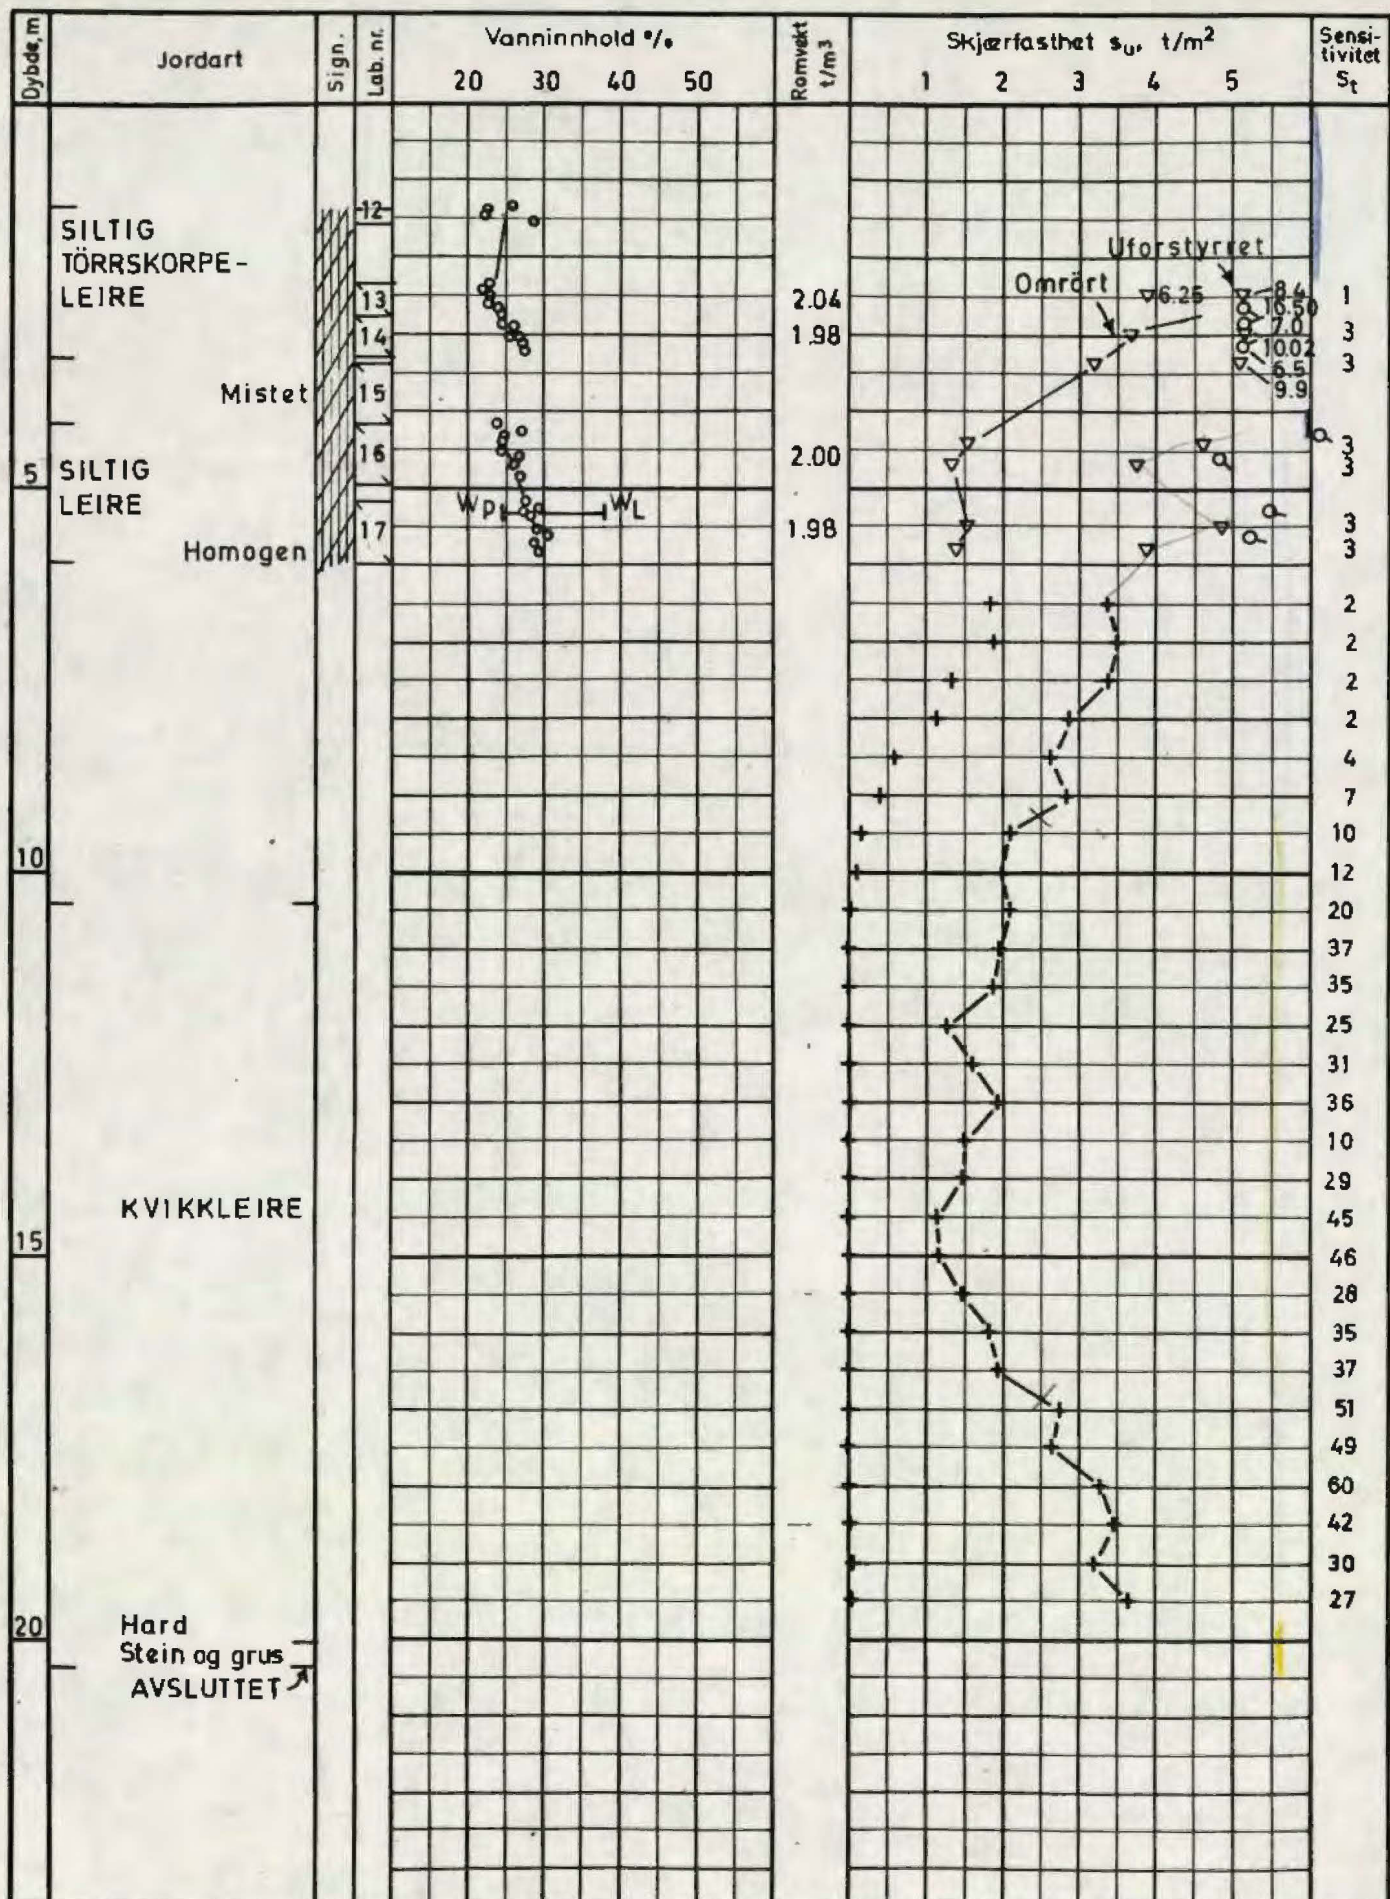 Dybde, m
Jordart
Sign.
Lab. nr.
Vanninnhold %
20 30 40 50
Romvekt t/m³
Skjærfasthet su, t/m²
1 2 3 4 5
Sensi-
tivitet
St
12
SILTIG
TÖRRSKORPE-
LEIRE
Uforstyrret
Omrört
13
2.04
6.25
8.4
1
16.50
14
1.98
7.0
3
10.02
3
6.5
Mistet
15
9.9
16
3
2.00
3
5
SILTIG
LEIRE
Wp
WL
17
1.98
3
Homogen
3
2
2
2
2
4
7
10
10
12
20
37
35
25
31
36
10
29
KVIKKLEIRE
45
15
46
28
35
37
51
49
60
42
30
27
20
Hard
Stein og grus
AVSLUTTET